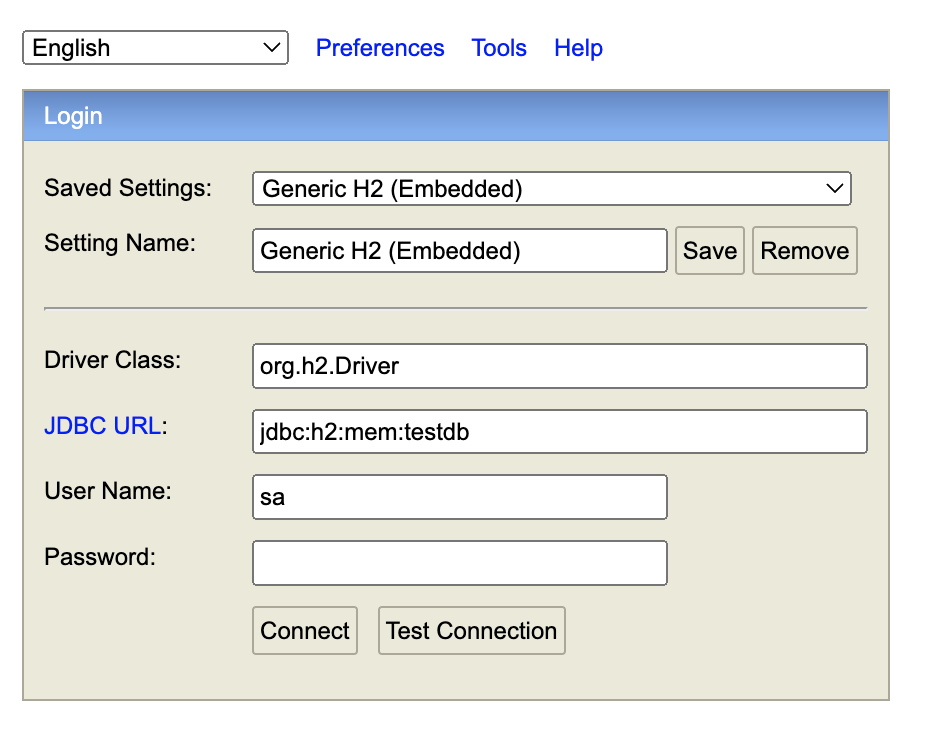 English Preferences Tools Help
Login
Saved Settings: Generic H2 (Embedded)
Setting Name: Generic H2 (Embedded) Save Remove
Driver Class: org.h2.Driver
JDBC URL: jdbc:h2:mem:testdb
User Name: sa
Password:
Connect Test Connection